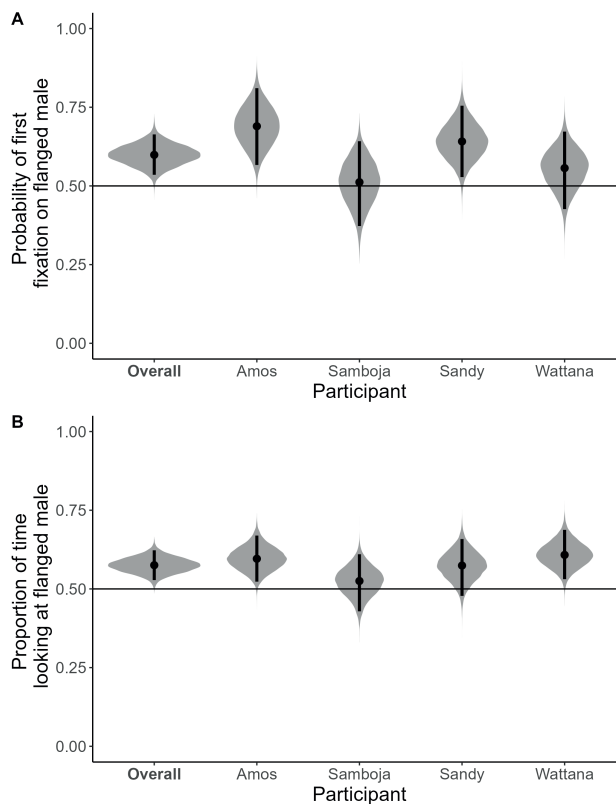 A
Probability of first
fixation on flanged male
1.00
0.75
0.50
0.25
0.00
Overall Amos Samboja Sandy Wattana
Participant
B
Proportion of time
looking at flanged male
1.00
0.75
0.50
0.25
0.00
Overall Amos Samboja Sandy Wattana
Participant